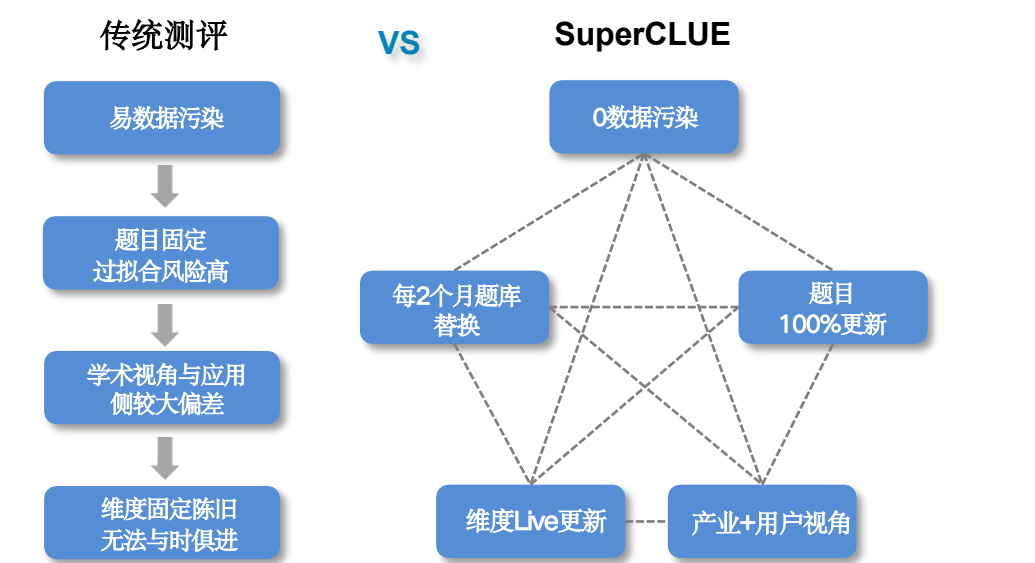 传统测评
VS
SuperCLUE
易数据污染
题目固定
过拟合风险高
学术视角与应用
侧较大偏差
维度固定陈旧
无法与时俱进
0数据污染
每2个月题库
替换
题目
100%更新
维度Live更新
产业+用户视角